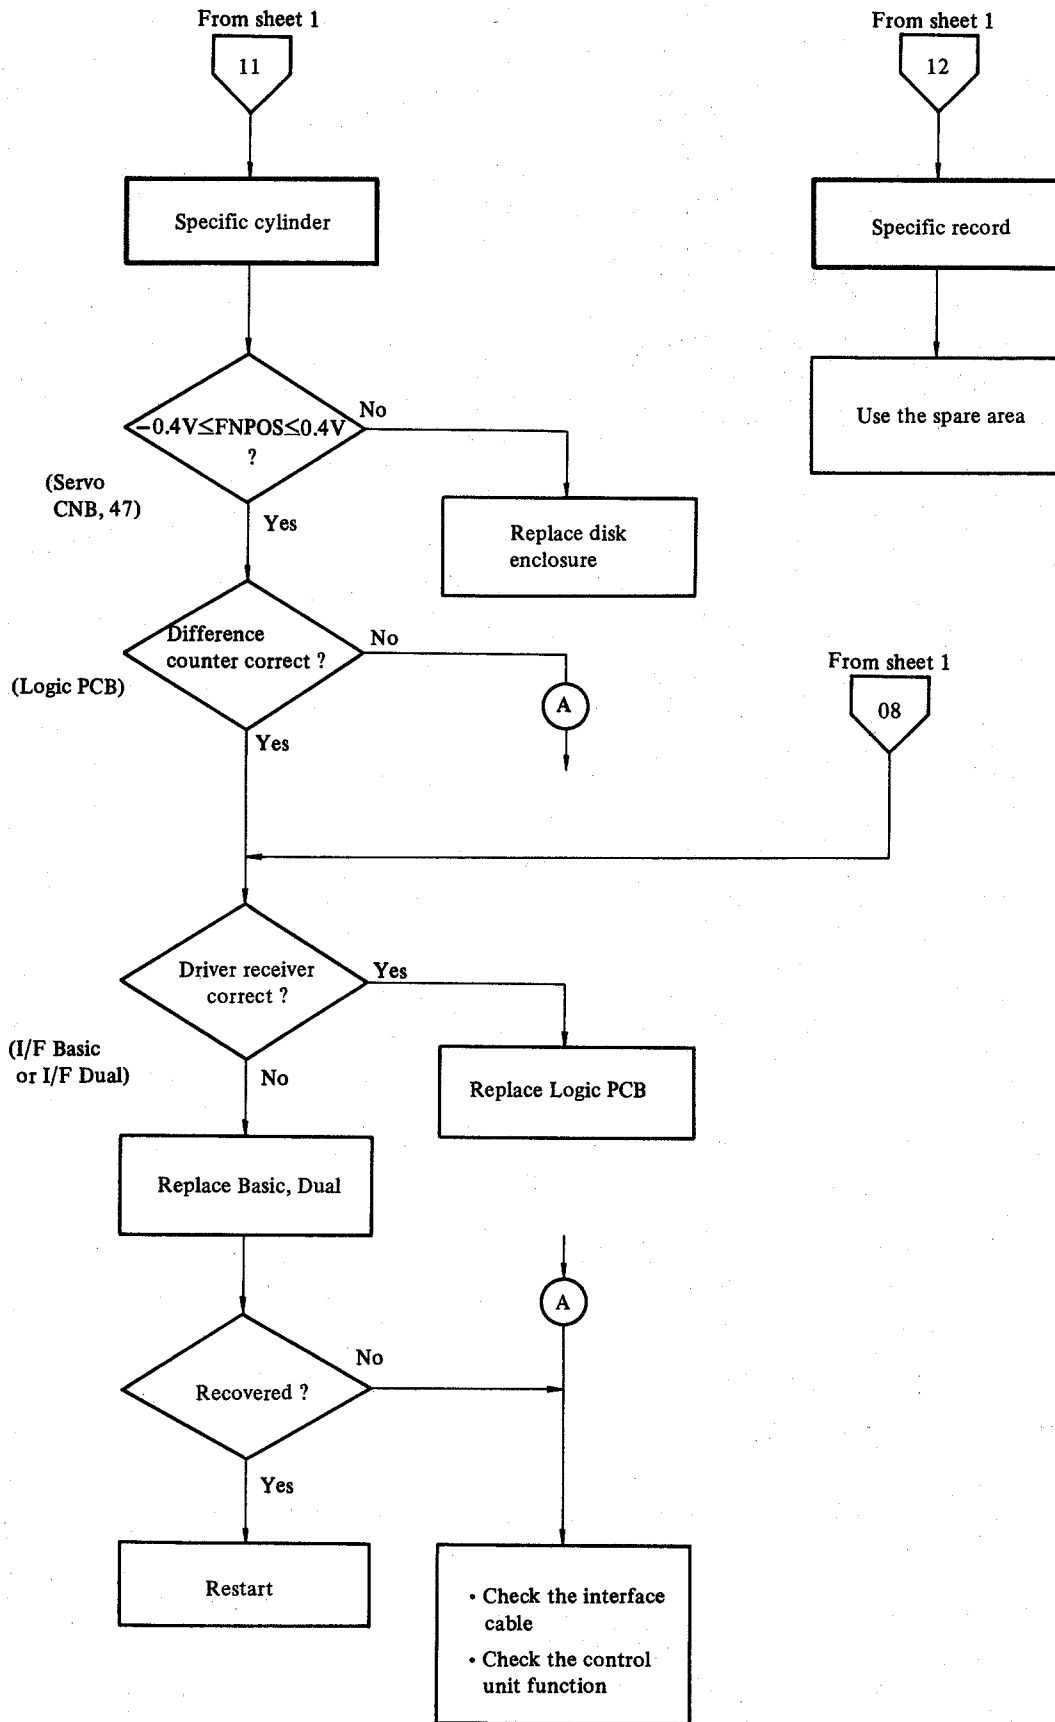 From sheet 1
11
From sheet 1
12
Specific cylinder
Specific record
−0.4V≤FNPOS≤0.4V
?
No
(Servo
CNB, 47)
Yes
Use the spare area
Replace disk
enclosure
Difference
counter correct ?
No
(Logic PCB)
A
Yes
From sheet 1
08
Driver receiver
correct ?
Yes
(I/F Basic
or I/F Dual)
No
Replace Logic PCB
Replace Basic, Dual
A
Recovered ?
No
Yes
Restart
• Check the interface
cable
• Check the control
unit function